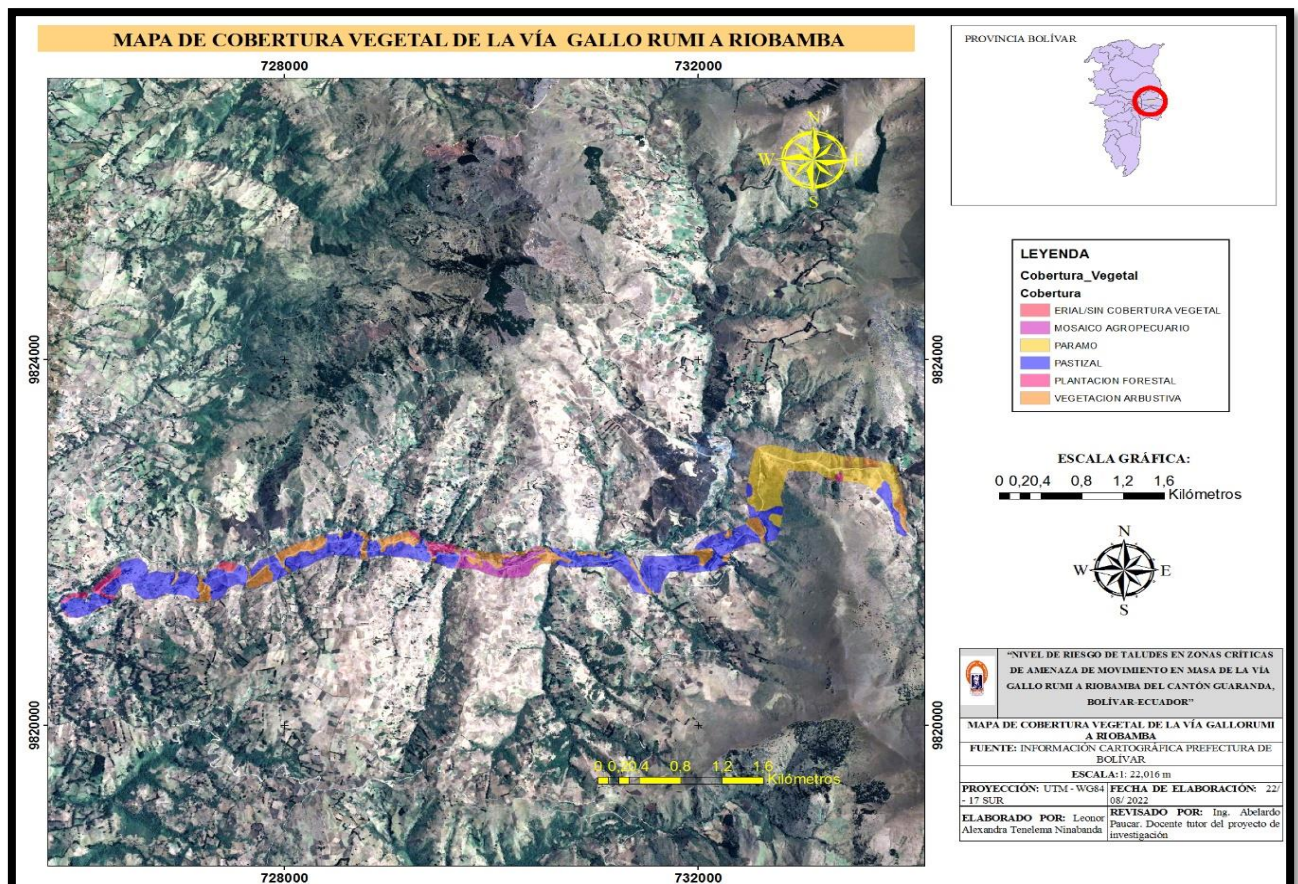 MAPA DE COBERTURA VEGETAL DE LA VÍA GALLO RUMI A RIOBAMBA
728000
732000
9824000
9824000
9820000
9820000
728000
732000
N
W
E
S
0 0,20,4 0,8 1,2 1,6
Kilómetros
PROVINCIA BOLÍVAR
LEYENDA
Cobertura_Vegetal
Cobertura
ERIAL/SIN COBERTURA VEGETAL
MOSAICO AGROPECUARIO
PARAMO
PASTIZAL
PLANTACION FORESTAL
VEGETACION ARBUSTIVA
ESCALA GRÁFICA:
0 0,20,4 0,8 1,2 1,6
Kilómetros
N
W
E
S
“NIVEL DE RIESGO DE TALUDES EN ZONAS CRÍTICAS
DE AMENAZA DE MOVIMIENTO EN MASA DE LA VÍA
GALLO RUMI A RIOBAMBA DEL CANTÓN GUARANDA,
BOLÍVAR-ECUADOR”
MAPA DE COBERTURA VEGETAL DE LA VÍA GALLORUMI
A RIOBAMBA
FUENTE: INFORMACIÓN CARTOGRÁFICA PREFECTURA DE
BOLÍVAR
ESCALA:1: 22,016 m
PROYECCIÓN: UTM - WG84
- 17 SUR
FECHA DE ELABORACIÓN: 22/
08/ 2022
ELABORADO POR: Leonor
Alexandra Tenelema Ninabanda
REVISADO POR: Ing. Abelardo
Paucar. Docente tutor del proyecto de
investigación